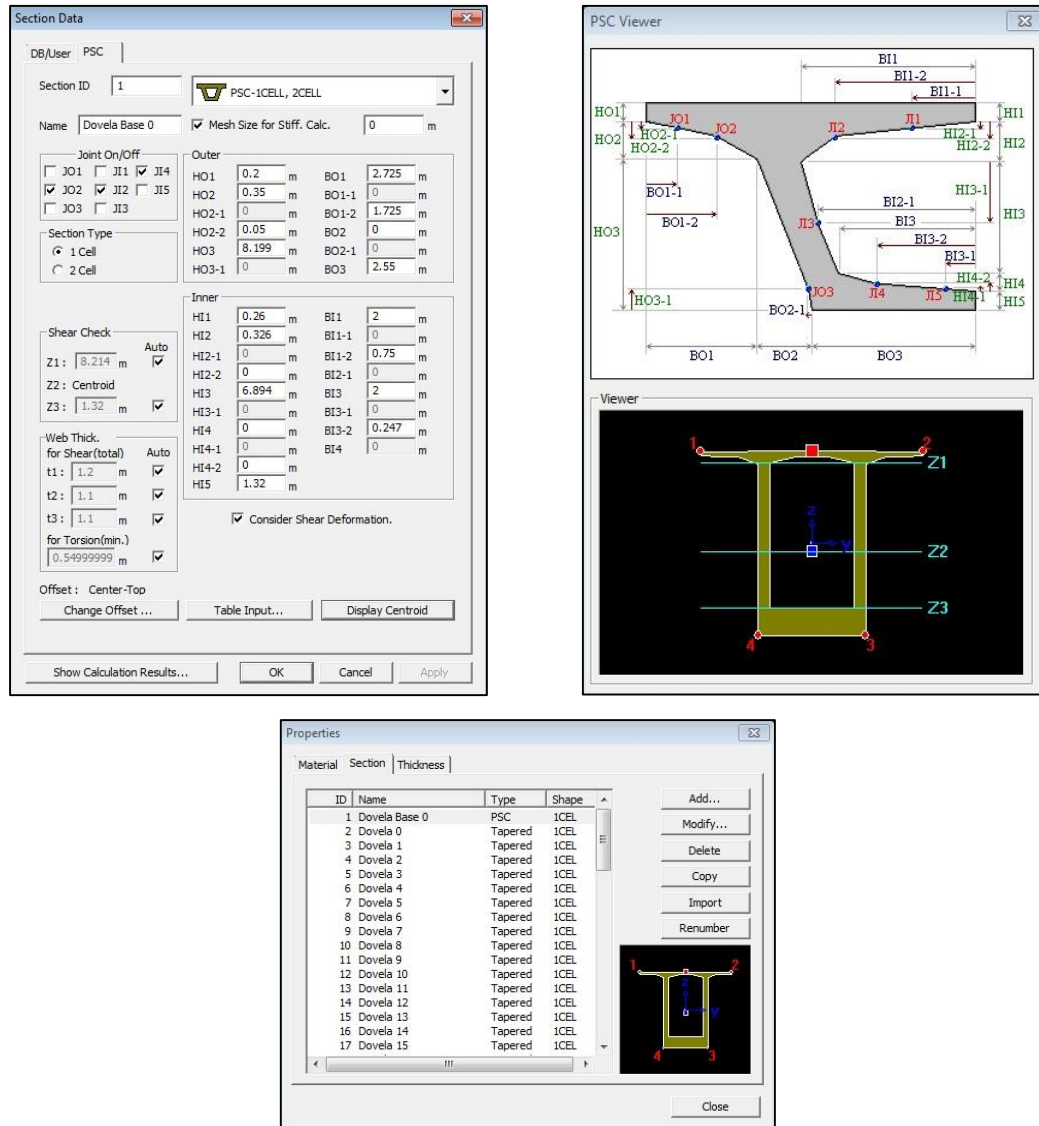 Section Data
DB/User PSC
Section ID 1 PSC-1CELL, 2CELL
Name Dovela Base 0 Mesh Size for Stiff. Calc. 0 m
Joint On/Off
JO1 JI1 JI4
JO2 JI2 JI5
JO3 JI3
Section Type
1 Cell
2 Cell
Shear Check
Auto
Z1 : 8.214 m
Z2 : Centroid
Z3 : 1.32 m
Web Thick.
for Shear(total) Auto
t1 : 1.2 m
t2 : 1.1 m
t3 : 1.1 m
for Torsion(min.)
0.54999999 m
Outer
HO1 0.2 m BO1 2.725 m
HO2 0.35 m BO1-1 0 m
HO2-1 0 m BO1-2 1.725 m
HO2-2 0.05 m BO2 0 m
HO3 8.199 m BO2-1 0 m
HO3-1 0 m BO3 2.55 m
Inner
HI1 0.26 m BI1 2 m
HI2 0.326 m BI1-1 0 m
HI2-1 0 m BI1-2 0.75 m
HI2-2 0 m BI2-1 0 m
HI3 6.894 m BI3 2 m
HI3-1 0 m BI3-1 0 m
HI4 0 m BI3-2 0.247 m
HI4-1 0 m BI4 0 m
HI4-2 0 m
HI5 1.32 m
Consider Shear Deformation.
Offset : Center-Top
Change Offset ... Table Input... Display Centroid
Show Calculation Results... OK Cancel Apply
PSC Viewer
BI1
BI1-2
BI1-1
HO1 JO1 JO2 JI2 JI1 HI1
HO2 HO2-1 HI2-1 HI2
HO2-2 HI2-2
BO1-1 HI3-1
BO1-2 BI2-1
HO3 JI3 BI3 HI3
BI3-2
BI3-1
HI4-2 HI4
HO3-1 JO3 JI4 JI5 HI4-1 HI5
BO2-1
BO1 BO2 BO3
Viewer
1 2
Z1
z
y Z2
Z3
4 3
Properties
Material Section Thickness
ID Name Type Shape
1 Dovela Base 0 PSC 1CEL
2 Dovela 0 Tapered 1CEL
3 Dovela 1 Tapered 1CEL
4 Dovela 2 Tapered 1CEL
5 Dovela 3 Tapered 1CEL
6 Dovela 4 Tapered 1CEL
7 Dovela 5 Tapered 1CEL
8 Dovela 6 Tapered 1CEL
9 Dovela 7 Tapered 1CEL
10 Dovela 8 Tapered 1CEL
11 Dovela 9 Tapered 1CEL
12 Dovela 10 Tapered 1CEL
13 Dovela 11 Tapered 1CEL
14 Dovela 12 Tapered 1CEL
15 Dovela 13 Tapered 1CEL
16 Dovela 14 Tapered 1CEL
17 Dovela 15 Tapered 1CEL
Add...
Modify...
Delete
Copy
Import
Renumber
1 2
z
y
4 3
Close